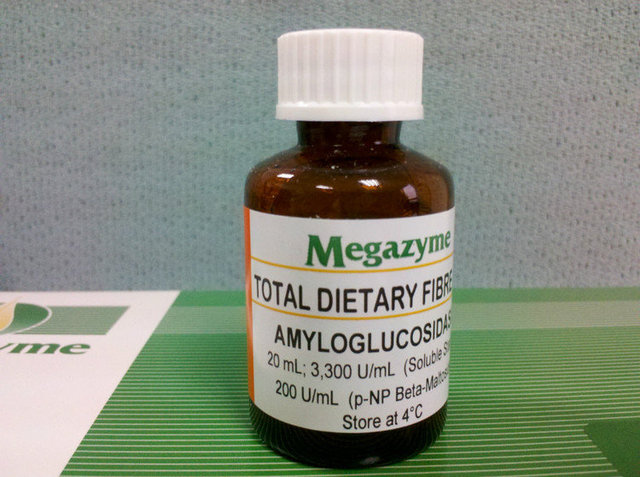 Megazyme
TOTAL DIETARY FIBRE
AMYLOGLUCOSIDAS
20 mL; 3,300 U/mL (Soluble S
200 U/mL (p-NP Beta-Maltos
Store at 4°C
yme